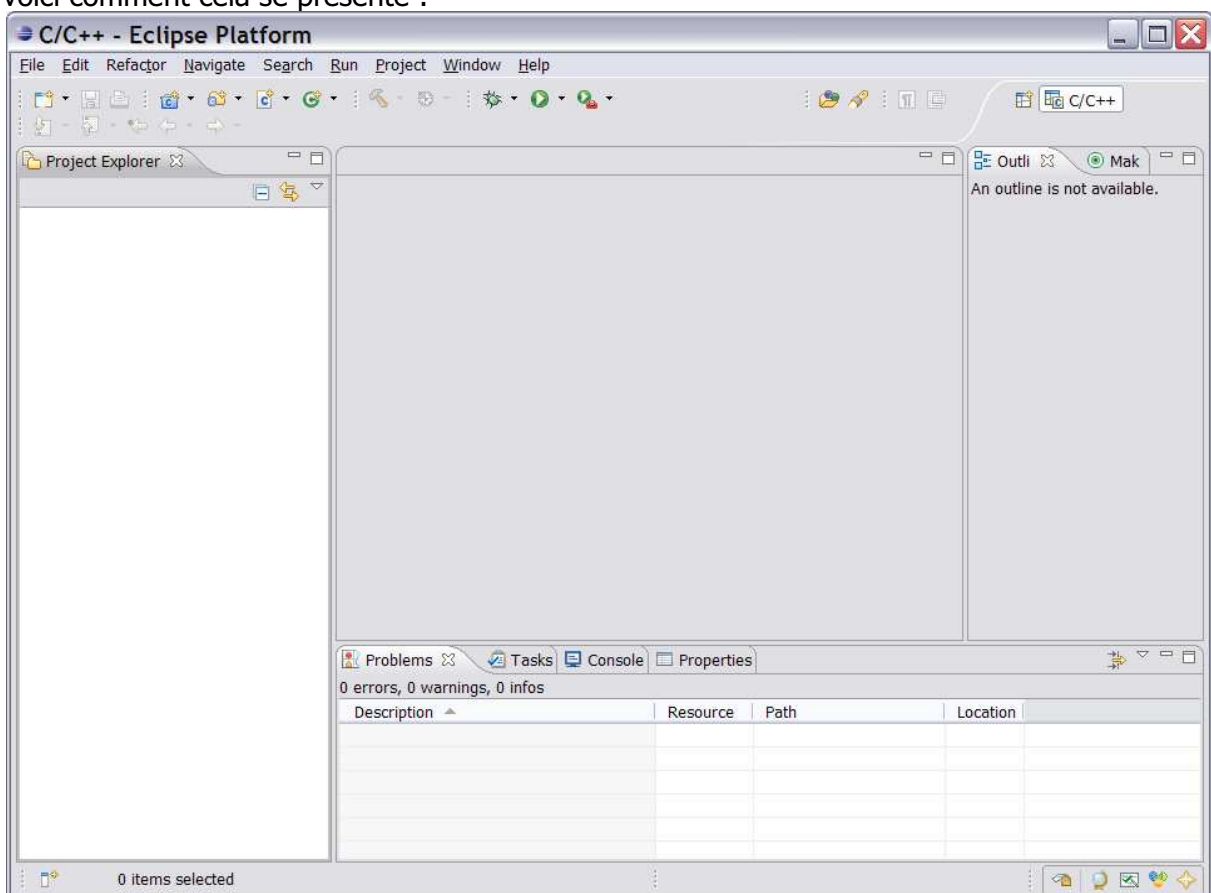 Voici comment cela se présente :
C/C++ - Eclipse Platform
File Edit Refactor Navigate Search Run Project Window Help
C/C++
Project Explorer
Outli Mak
An outline is not available.
Problems Tasks Console Properties
0 errors, 0 warnings, 0 infos
Description Resource Path Location
0 items selected